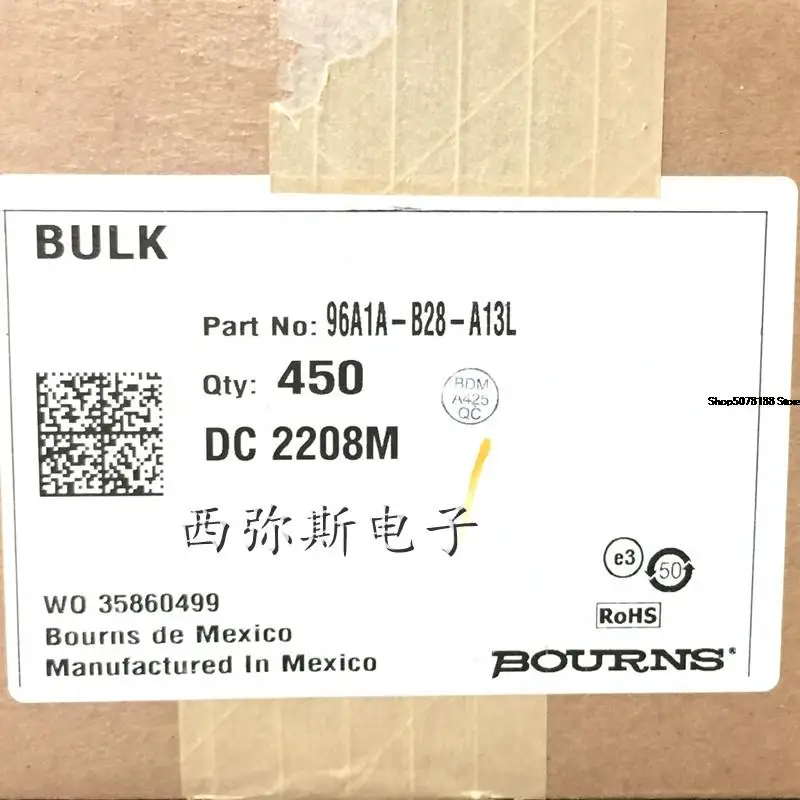 BULK
Part No: 96A1A-B28-A13L
Qty: 450
BDM
A425
QC
DC 2208M
Shop5078188 Store
西弥斯电子
e3
50
RoHS
WO 35860499
Bourns de Mexico
Manufactured In Mexico
BOURNS®